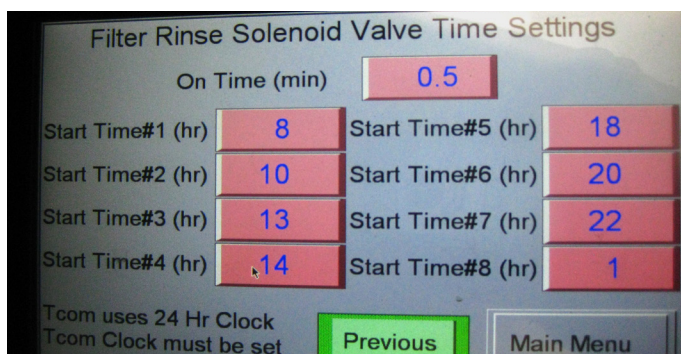 Filter Rinse Solenoid Valve Time Settings
On Time (min) 0.5
Start Time#1 (hr) 8 Start Time#5 (hr) 18
Start Time#2 (hr) 10 Start Time#6 (hr) 20
Start Time#3 (hr) 13 Start Time#7 (hr) 22
Start Time#4 (hr) 14 Start Time#8 (hr) 1
Tcom uses 24 Hr Clock
Tcom Clock must be set Previous Main Menu